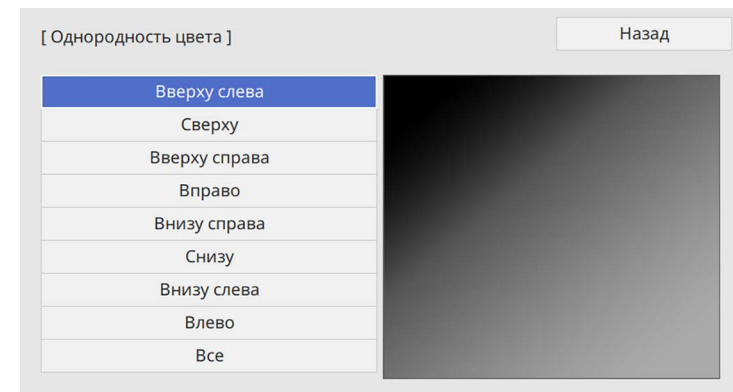 [ Однородность цвета ]
Назад
Вверху слева
Сверху
Вверху справа
Вправо
Внизу справа
Снизу
Внизу слева
Влево
Все